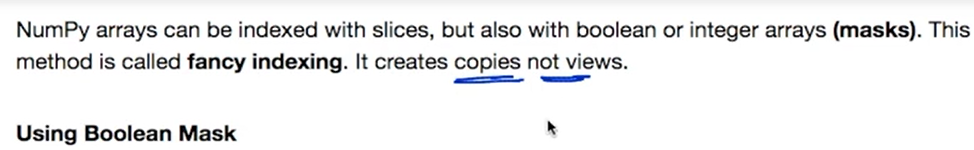 NumPy arrays can be indexed with slices, but also with boolean or integer arrays (masks). This
method is called fancy indexing. It creates copies not views.
Using Boolean Mask